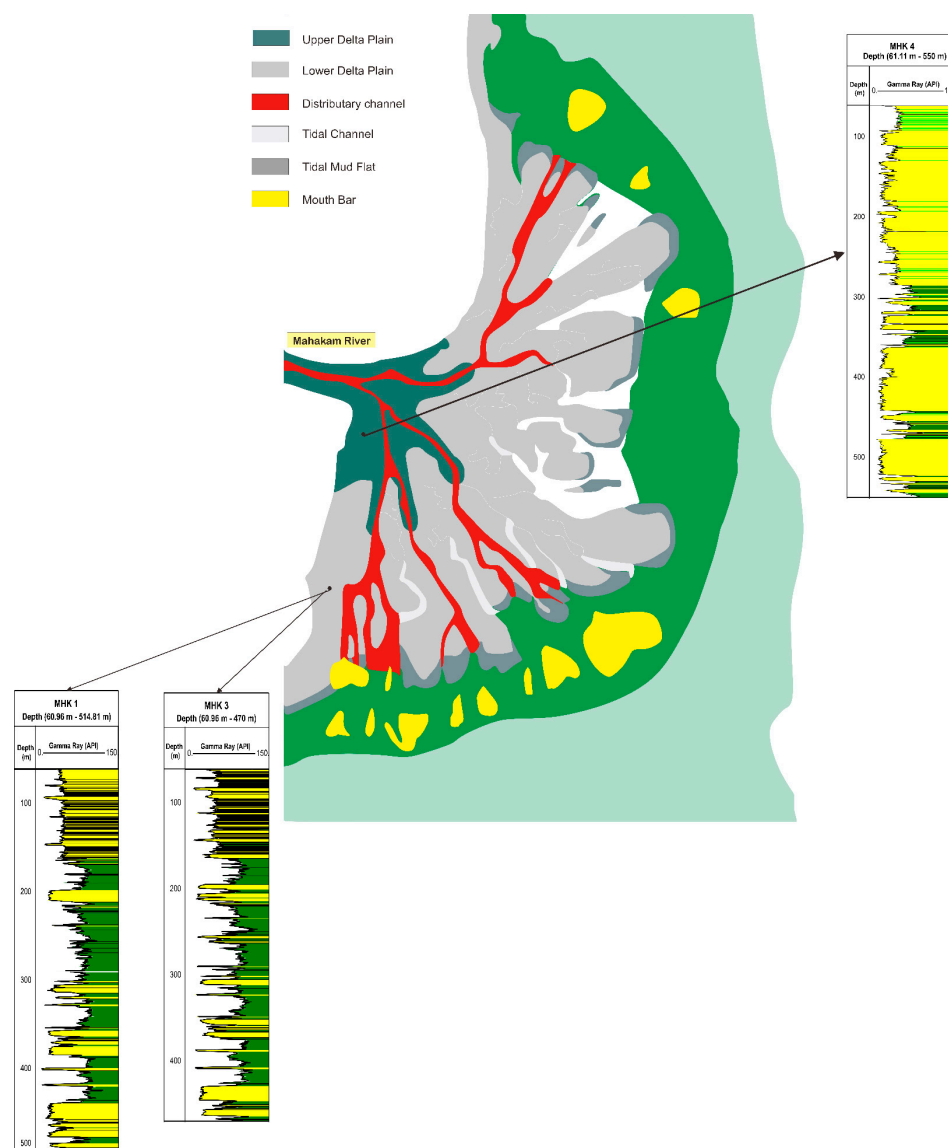 Upper Delta Plain
Lower Delta Plain
Distributary channel
Tidal Channel
Tidal Mud Flat
Mouth Bar
Mahakam River
MHK 4
Depth (61.11 m - 550 m)
Depth
(m)
Gamma Ray (API)
0
1
100
200
300
400
500
MHK 1
Depth (60.96 m - 514.81 m)
Depth
(m)
Gamma Ray (API)
0
150
100
200
300
400
500
MHK 3
Depth (60.96 m - 470 m)
Depth
(m)
Gamma Ray (API)
0
150
100
200
300
400